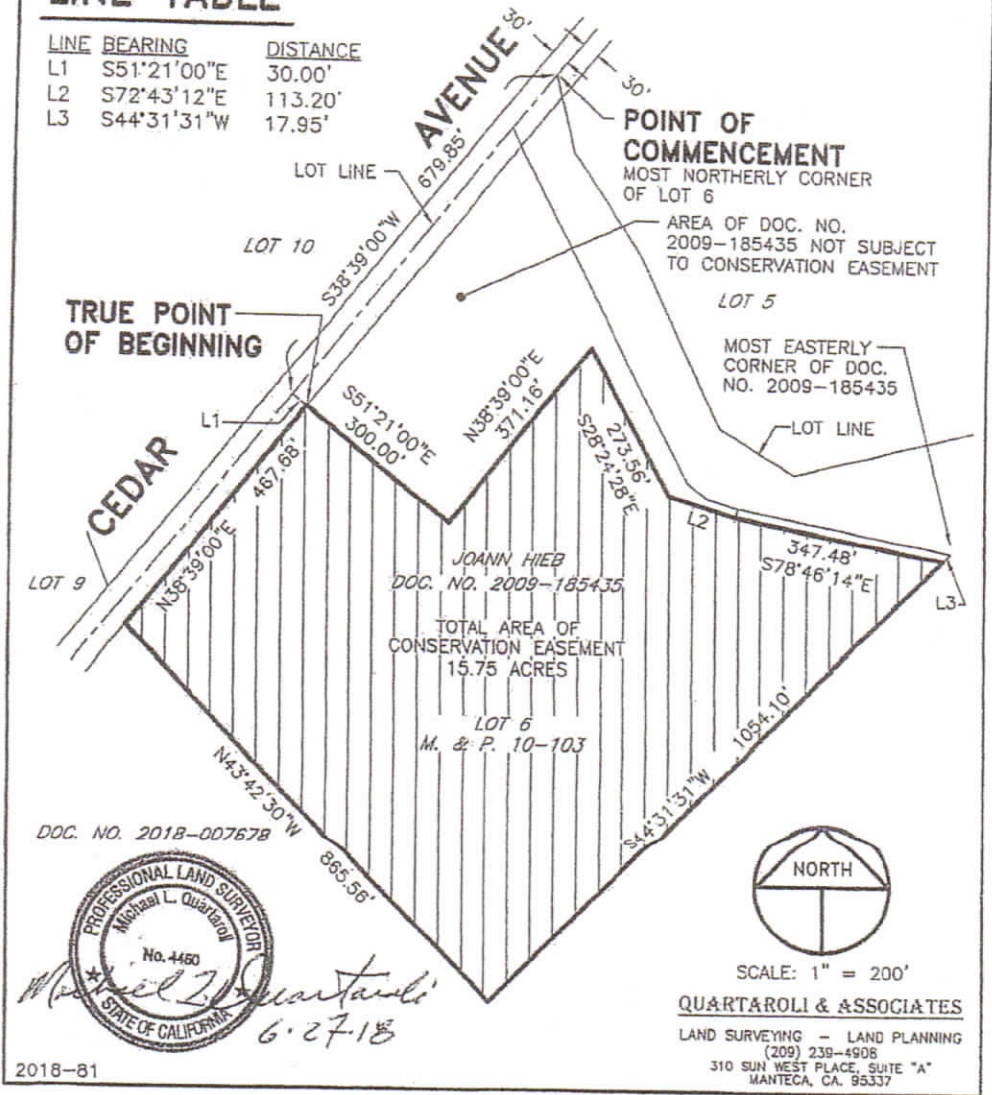 LINE TABLE
LINE BEARING DISTANCE
L1 S51°21'00"E 30.00'
L2 S72°43'12"E 113.20'
L3 S44°31'31"W 17.95'
30'
30'
AVENUE
679.85'
S38°39'00"W
LOT LINE
POINT OF
COMMENCEMENT
MOST NORTHERLY CORNER
OF LOT 6
AREA OF DOC. NO.
2009-185435 NOT SUBJECT
TO CONSERVATION EASEMENT
LOT 10
LOT 5
TRUE POINT
OF BEGINNING
MOST EASTERLY
CORNER OF DOC.
NO. 2009-185435
LOT LINE
L1
S51°21'00"E
300.00'
N38°39'00"E
371.16'
273.56'
S28°24'28"E
CEDAR
467.68'
N38°39'00"E
L2
347.48'
S78°46'14"E
L3
LOT 9
JOANN HIEB
DOC. NO. 2009-185435
TOTAL AREA OF
CONSERVATION EASEMENT
15.75 ACRES
LOT 6
M. & P. 10-103
1054.10'
S44°31'31"W
N43°42'30"W
865.56'
DOC. NO. 2018-007678
PROFESSIONAL LAND SURVEYOR
Michael L. Quartaroli
No. 4460
STATE OF CALIFORNIA
Michael L Quartaroli
6-27-18
NORTH
SCALE: 1" = 200'
QUARTAROLI & ASSOCIATES
LAND SURVEYING - LAND PLANNING
(209) 239-4908
310 SUN WEST PLACE, SUITE "A"
MANTECA, CA. 95337
2018-81